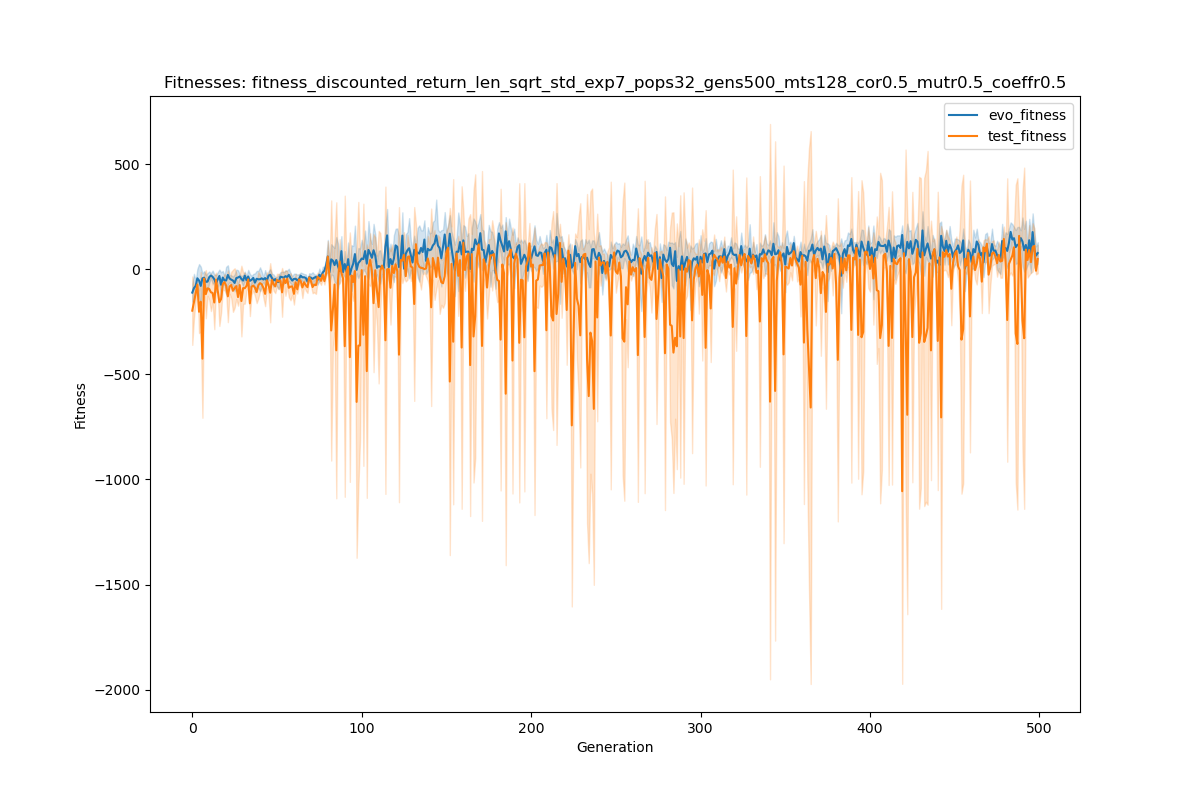 Fitnesses: fitness_discounted_return_len_sqrt_std_exp7_pops32_gens500_mts128_cor0.5_mutr0.5_coeffr0.5
evo_fitness
test_fitness
500
0
−500
−1000
−1500
−2000
Fitness
0 100 200 300 400 500
Generation